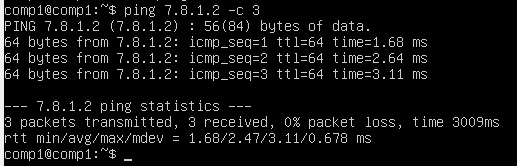 comp1@comp1:~$ ping 7.8.1.2 -c 3
PING 7.8.1.2 (7.8.1.2) : 56(84) bytes of data.
64 bytes from 7.8.1.2: icmp_seq=1 ttl=64 time=1.68 ms
64 bytes from 7.8.1.2: icmp_seq=2 ttl=64 time=2.64 ms
64 bytes from 7.8.1.2: icmp_seq=3 ttl=64 time=3.11 ms
--- 7.8.1.2 ping statistics ---
3 packets transmitted, 3 received, 0% packet loss, time 3009ms
rtt min/avg/max/mdev = 1.68/2.47/3.11/0.678 ms
comp1@comp1:~$ _